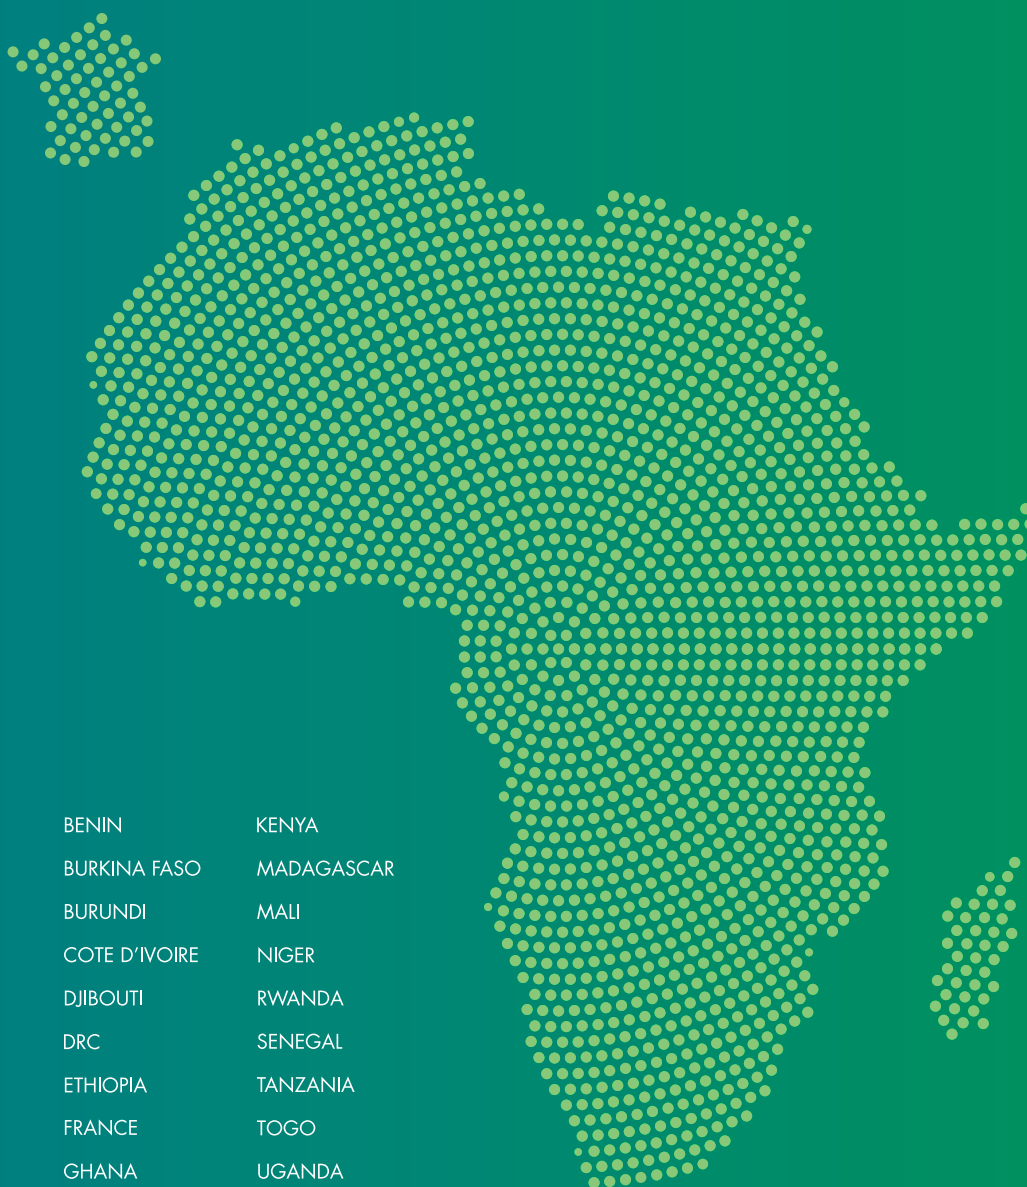 BENIN
BURKINA FASO
BURUNDI
COTE D'IVOIRE
DJIBOUTI
DRC
ETHIOPIA
FRANCE
GHANA
KENYA
MADAGASCAR
MALI
NIGER
RWANDA
SENEGAL
TANZANIA
TOGO
UGANDA